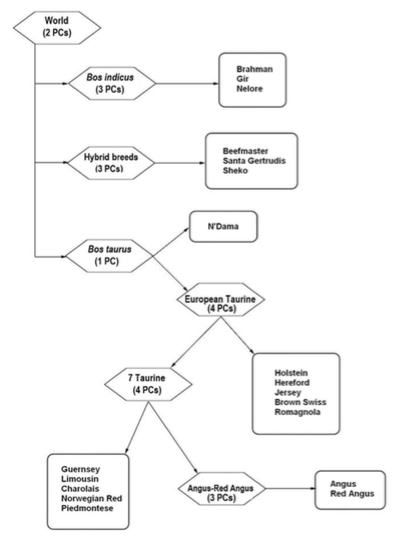 World
(2 PCs)
Bos indicus
(3 PCs)
Brahman
Gir
Nelore
Hybrid breeds
(3 PCs)
Beefmaster
Santa Gertrudis
Sheko
N'Dama
Bos taurus
(1 PC)
European Taurine
(4 PCs)
7 Taurine
(4 PCs)
Holstein
Hereford
Jersey
Brown Swiss
Romagnola
Guernsey
Limousin
Charolais
Norwegian Red
Piedmontese
Angus-Red Angus
(3 PCs)
Angus
Red Angus